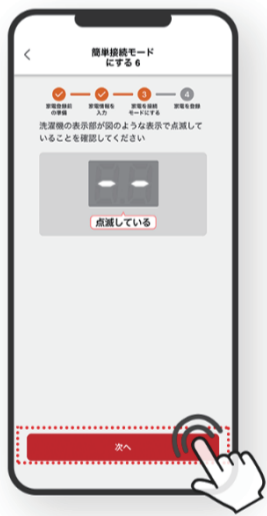 簡単接続モード
にする 6
3
4
家電登録前
の準備
家電情報を
入力
家電を接続
モードにする
家電を登録
洗濯機の表示部が図のような表示で点滅して
いることを確認してください
点滅している
次へ